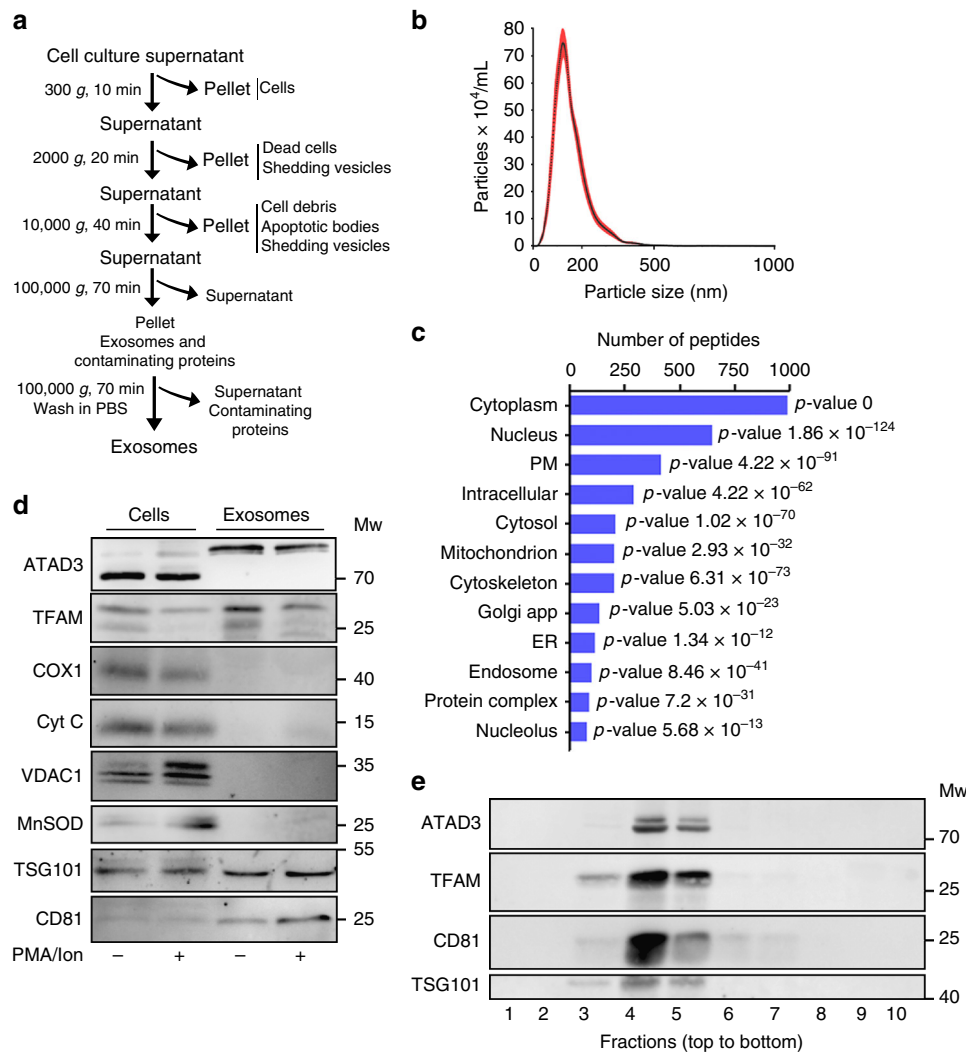 a
Cell culture supernatant
300 g, 10 min
Pellet
Cells
Supernatant
2000 g, 20 min
Pellet
Dead cells
Shedding vesicles
Supernatant
10,000 g, 40 min
Pellet
Cell debris
Apoptotic bodies
Shedding vesicles
Supernatant
100,000 g, 70 min
Supernatant
Pellet
Exosomes and
contaminating proteins
100,000 g, 70 min
Wash in PBS
Supernatant
Contaminating
proteins
Exosomes
b
Particles × 10⁴/mL
80
70
60
50
40
30
20
10
0
0 200 500 1000
Particle size (nm)
c
Number of peptides
0 250 500 750 1000
Cytoplasm p-value 0
Nucleus p-value 1.86 × 10⁻¹²⁴
PM p-value 4.22 × 10⁻⁹¹
Intracellular p-value 4.22 × 10⁻⁶²
Cytosol p-value 1.02 × 10⁻⁷⁰
Mitochondrion p-value 2.93 × 10⁻³²
Cytoskeleton p-value 6.31 × 10⁻⁷³
Golgi app p-value 5.03 × 10⁻²³
ER p-value 1.34 × 10⁻¹²
Endosome p-value 8.46 × 10⁻⁴¹
Protein complex p-value 7.2 × 10⁻³¹
Nucleolus p-value 5.68 × 10⁻¹³
d
Cells Exosomes Mw
ATAD3 70
TFAM 25
COX1 40
Cyt C 15
VDAC1 35
MnSOD 25
TSG101 55
CD81 25
PMA/Ion – + – +
e
Mw
ATAD3 70
TFAM 25
CD81 25
TSG101 40
1 2 3 4 5 6 7 8 9 10
Fractions (top to bottom)